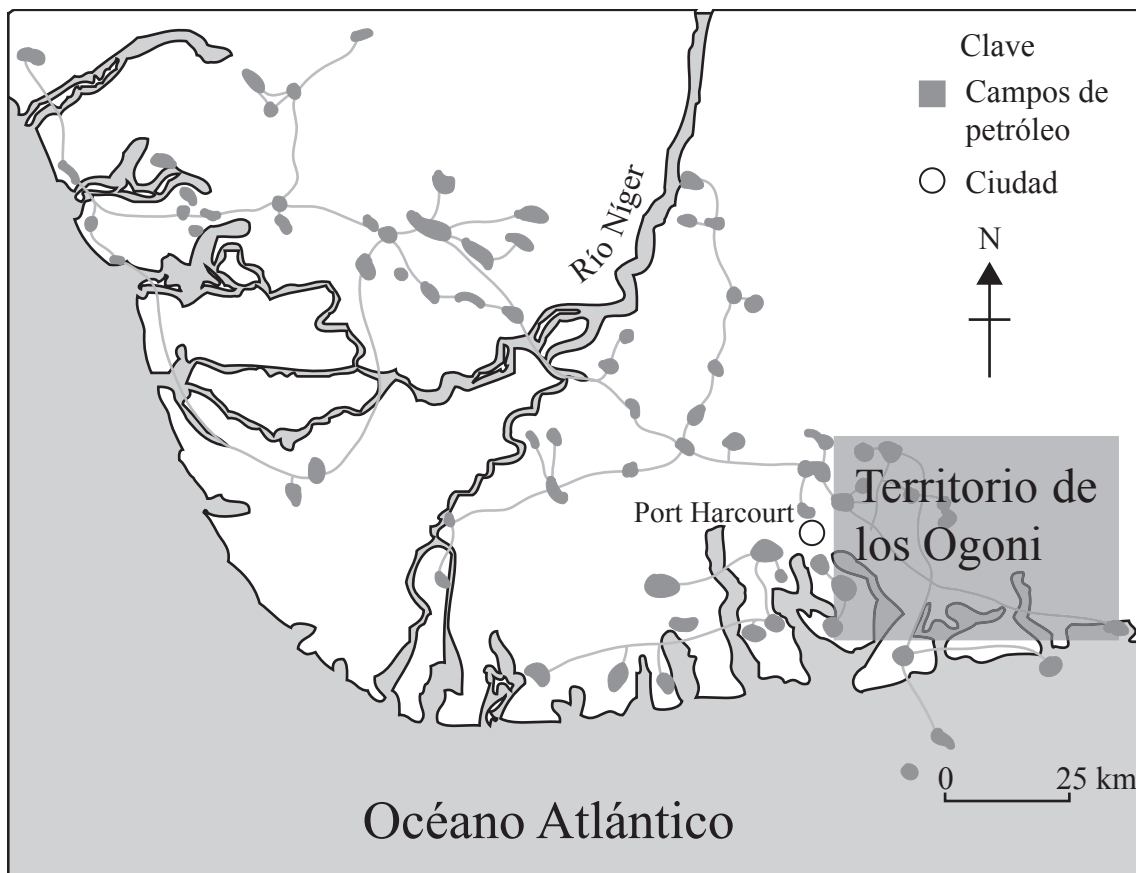 Clave
Campos de
petróleo
Ciudad
N
Río Níger
Territorio de
los Ogoni
Port Harcourt
0 25 km
Océano Atlántico